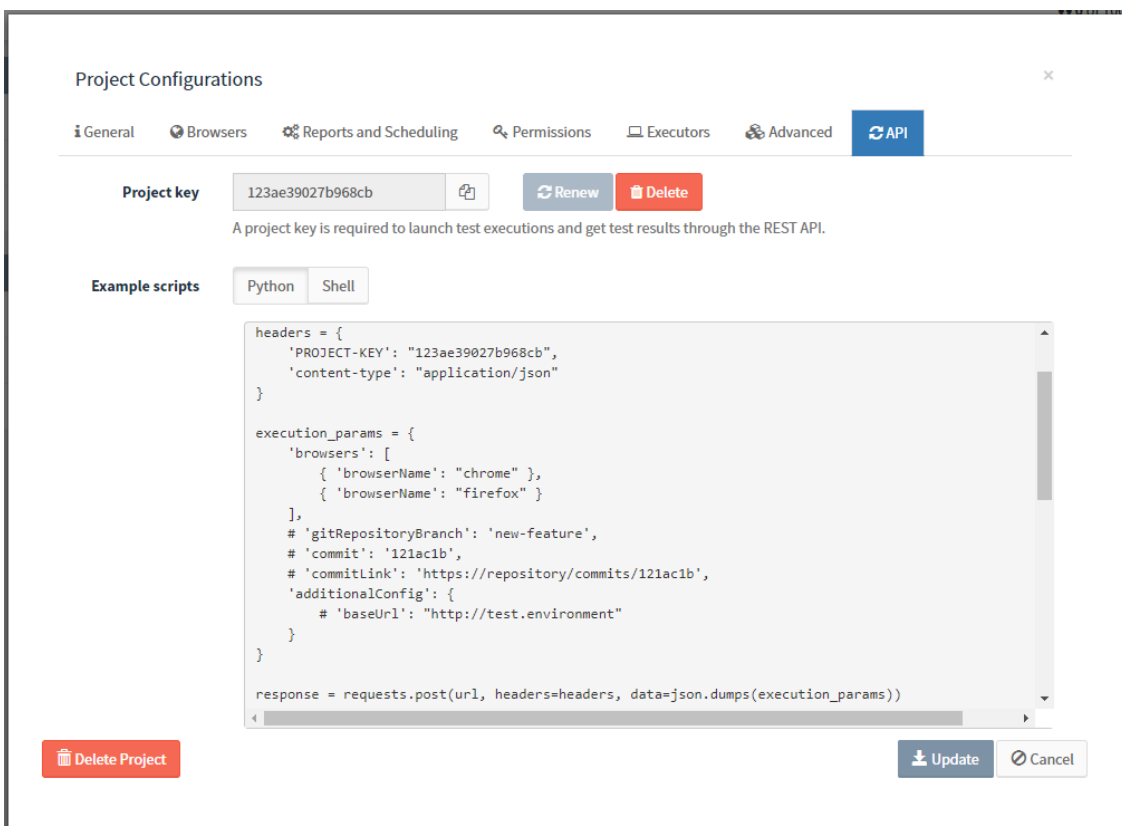 Project Configurations
×
General Browsers Reports and Scheduling Permissions Executors Advanced API
Project key 123ae39027b968cb Renew Delete
A project key is required to launch test executions and get test results through the REST API.
Example scripts Python Shell
headers = {
    'PROJECT-KEY': "123ae39027b968cb",
    'content-type': "application/json"
}
execution_params = {
    'browsers': [
        { 'browserName': "chrome" },
        { 'browserName': "firefox" }
    ],
    # 'gitRepositoryBranch': 'new-feature',
    # 'commit': '121ac1b',
    # 'commitLink': 'https://repository/commits/121ac1b',
    'additionalConfig': {
        # 'baseUrl': "http://test.environment"
    }
}
response = requests.post(url, headers=headers, data=json.dumps(execution_params))
Delete Project Update Cancel